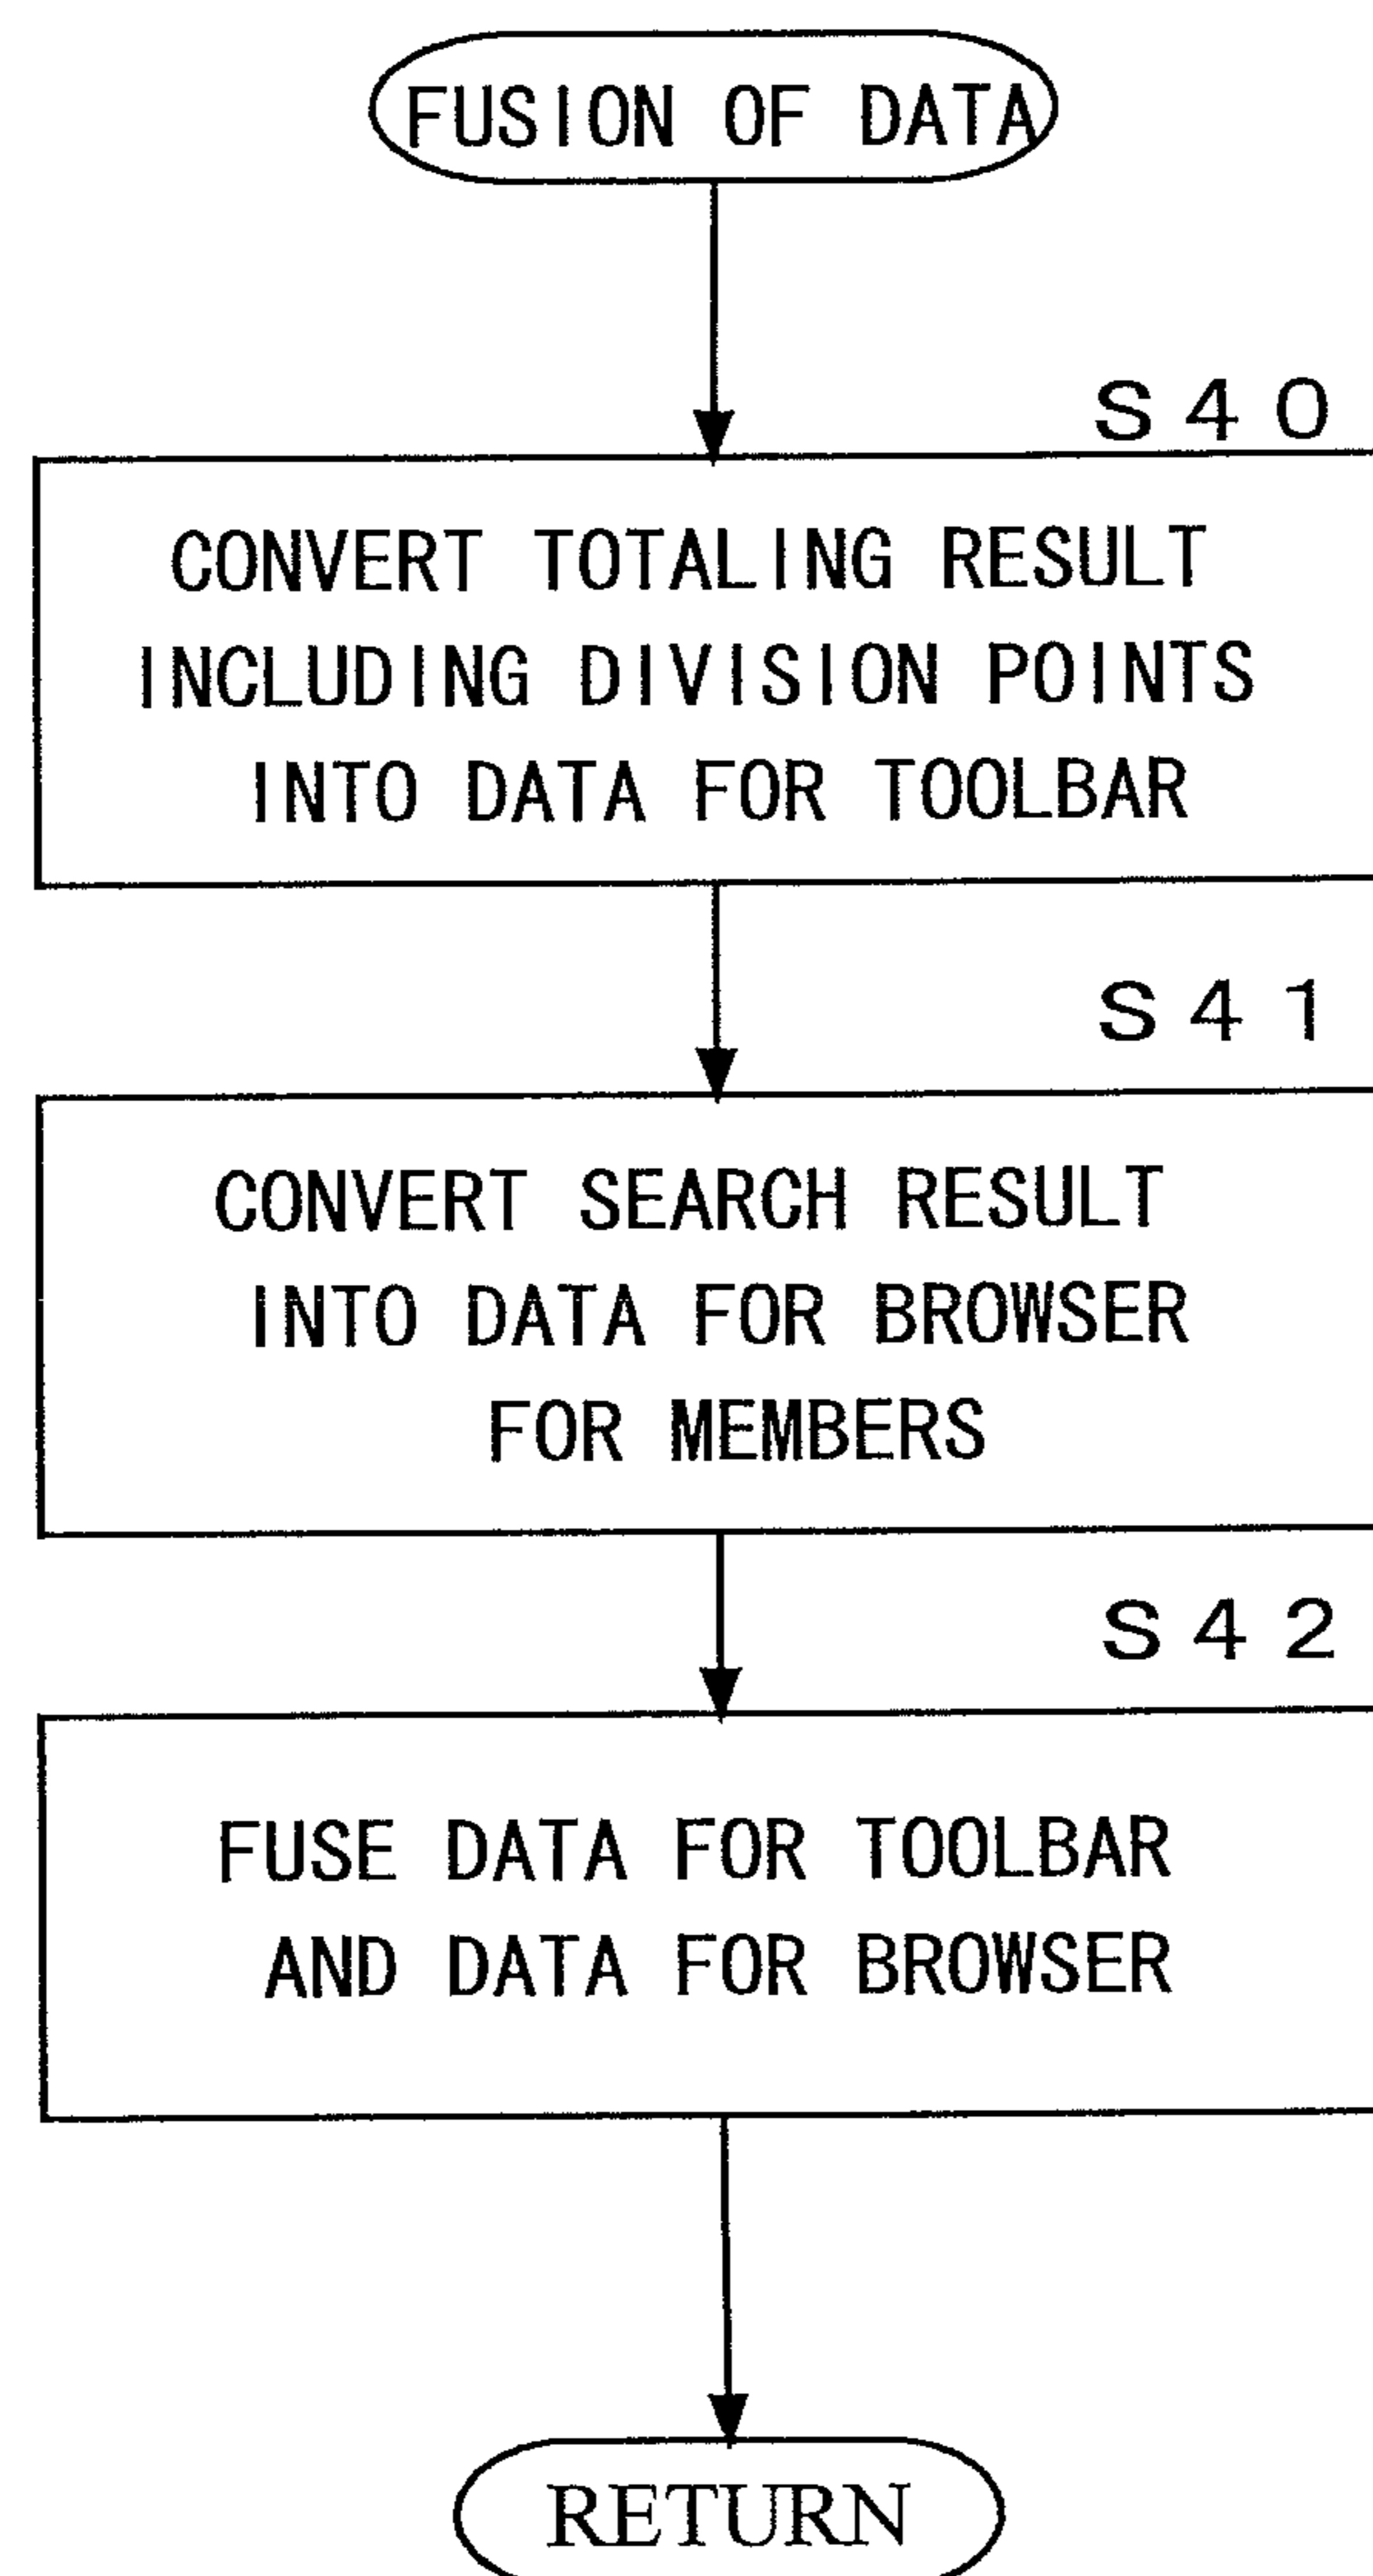 FUSION OF DATA
S40
CONVERT TOTALING RESULT
INCLUDING DIVISION POINTS
INTO DATA FOR TOOLBAR
S41
CONVERT SEARCH RESULT
INTO DATA FOR BROWSER
FOR MEMBERS
S42
FUSE DATA FOR TOOLBAR
AND DATA FOR BROWSER
RETURN